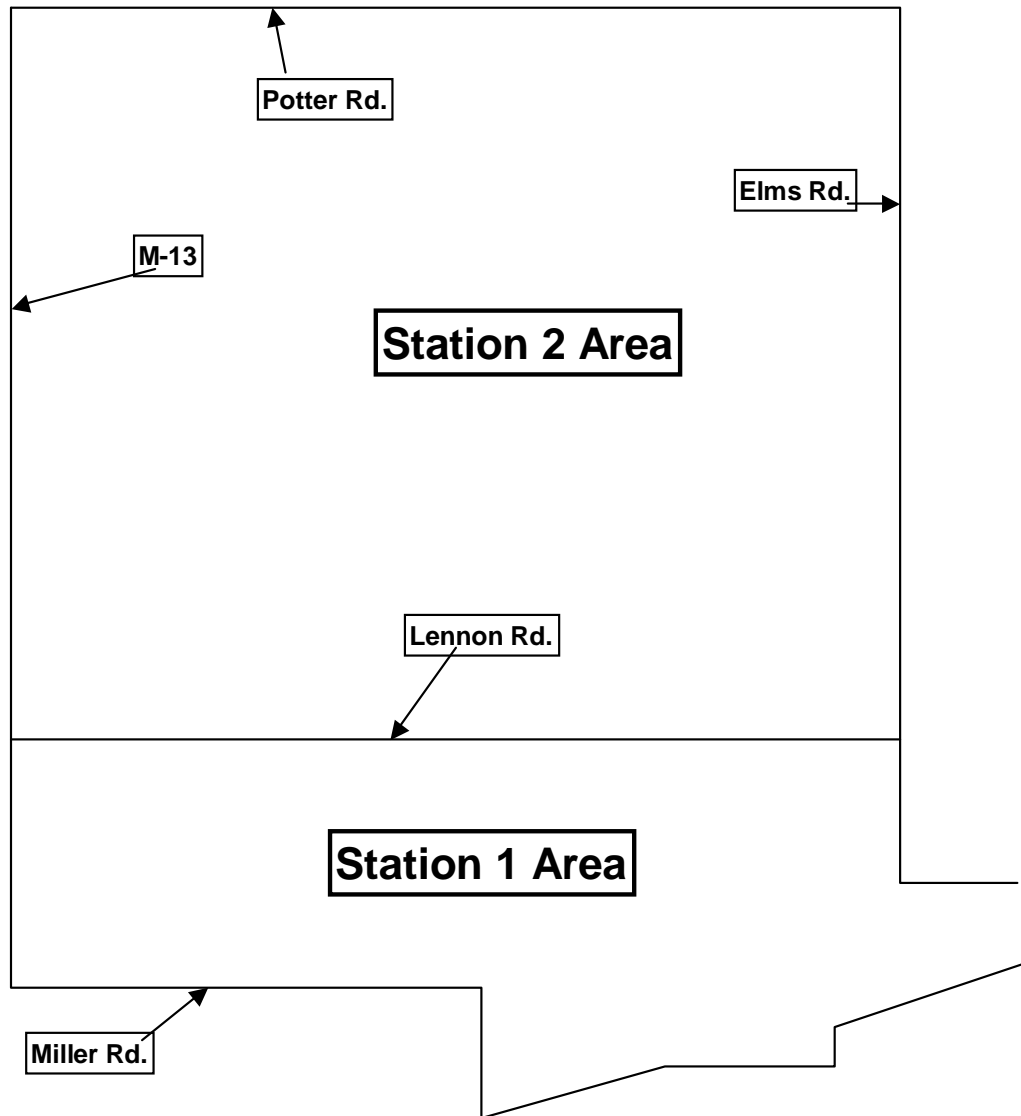 Potter Rd.
Elms Rd.
M-13
Station 2 Area
Lennon Rd.
Station 1 Area
Miller Rd.